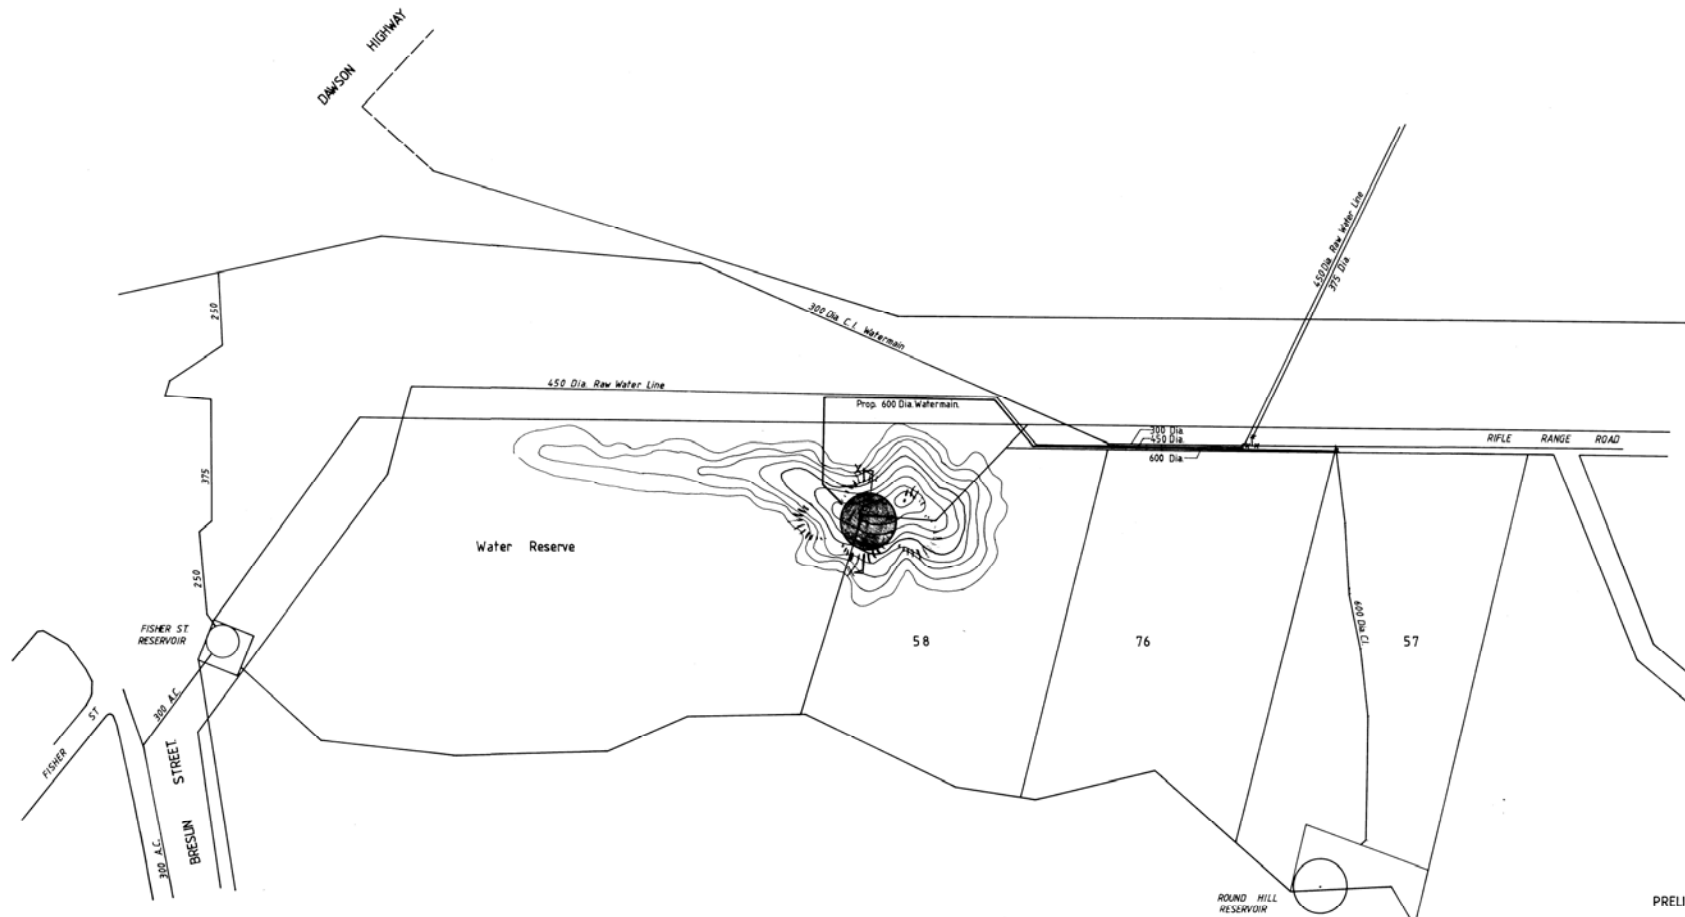 DAWSON HIGHWAY
450 Dia. Raw Water Line
375 Dia.
250
300 Dia. C.I. Watermain
450 Dia. Raw Water Line
Prop. 600 Dia. Watermain.
300 Dia.
450 Dia.
600 Dia.
RIFLE RANGE ROAD
375
X
Water Reserve
250
FISHER ST.
RESERVOIR
58
76
600 Dia C.I.
57
300 A.C.
FISHER ST
BRESLIN STREET.
300 A.C.
ROUND HILL
RESERVOIR
PRELI